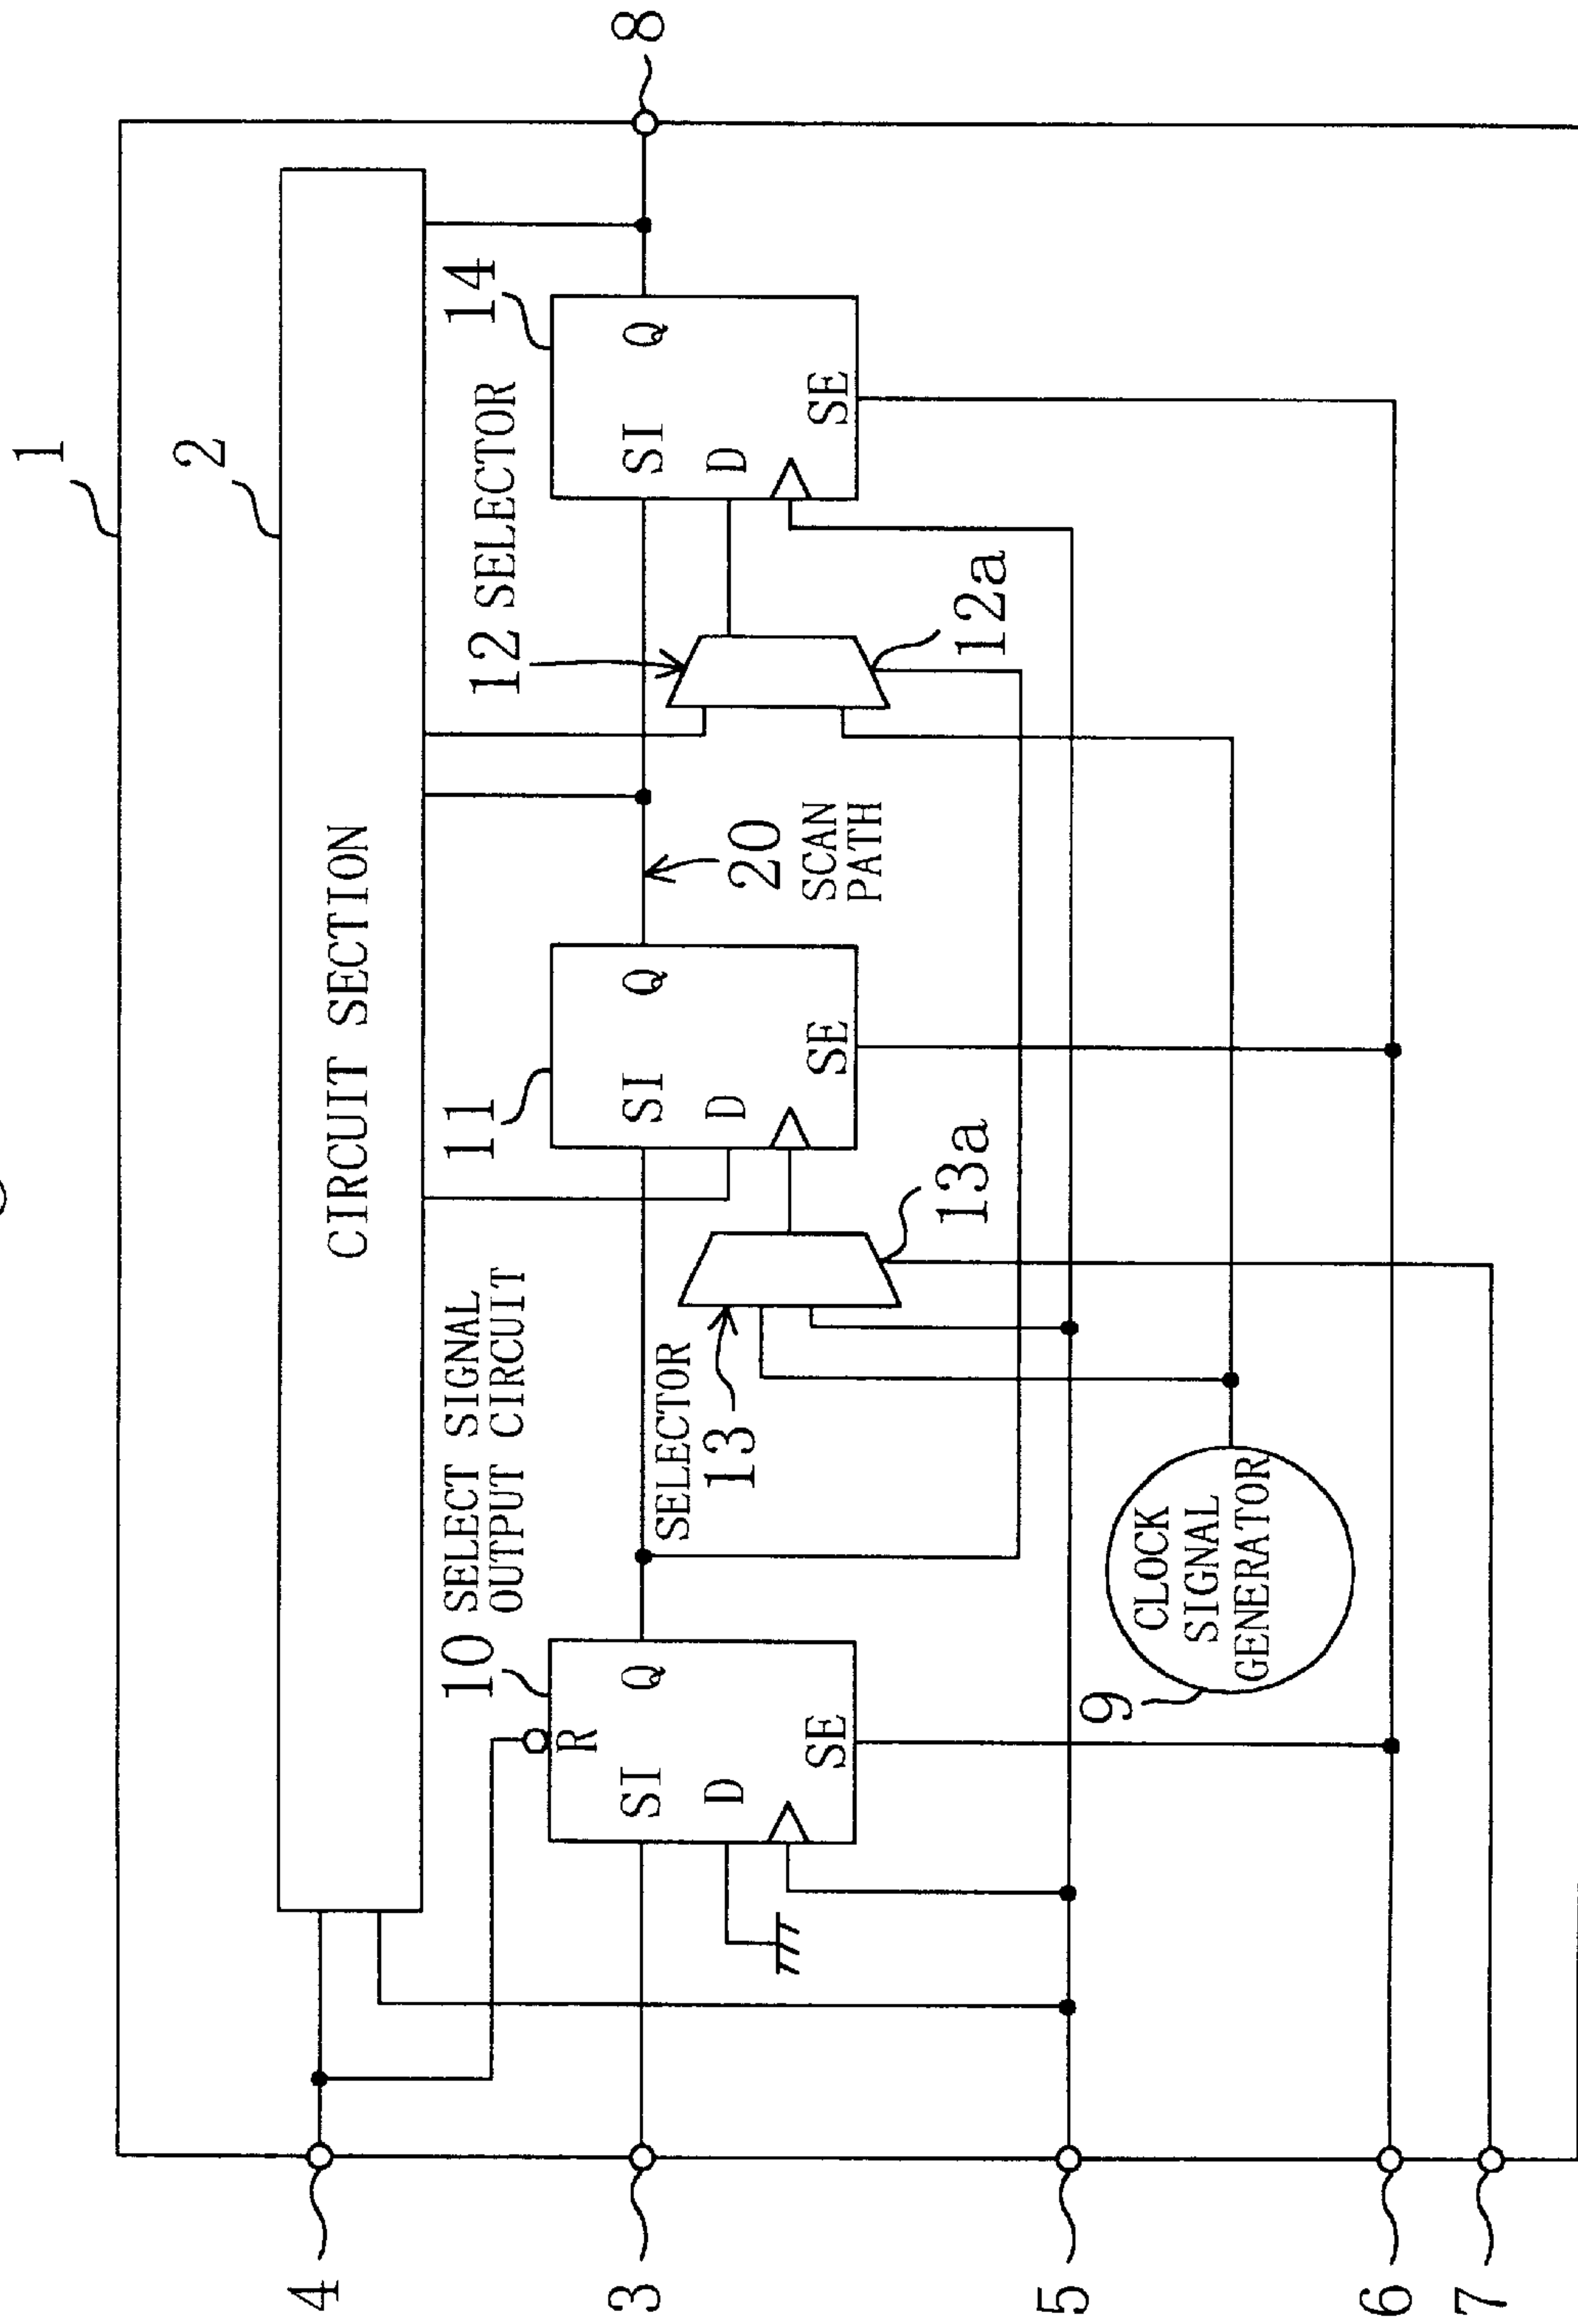 1
2
CIRCUIT SECTION
4
10 SELECT SIGNAL
OUTPUT CIRCUIT
11
12 SELECTOR
14
8
R
SI Q
D
SE
SI Q
D
SE
SI Q
D
SE
3
SELECTOR
13
13a
20
SCAN
PATH
12a
5
9
CLOCK
SIGNAL
GENERATOR
6
7